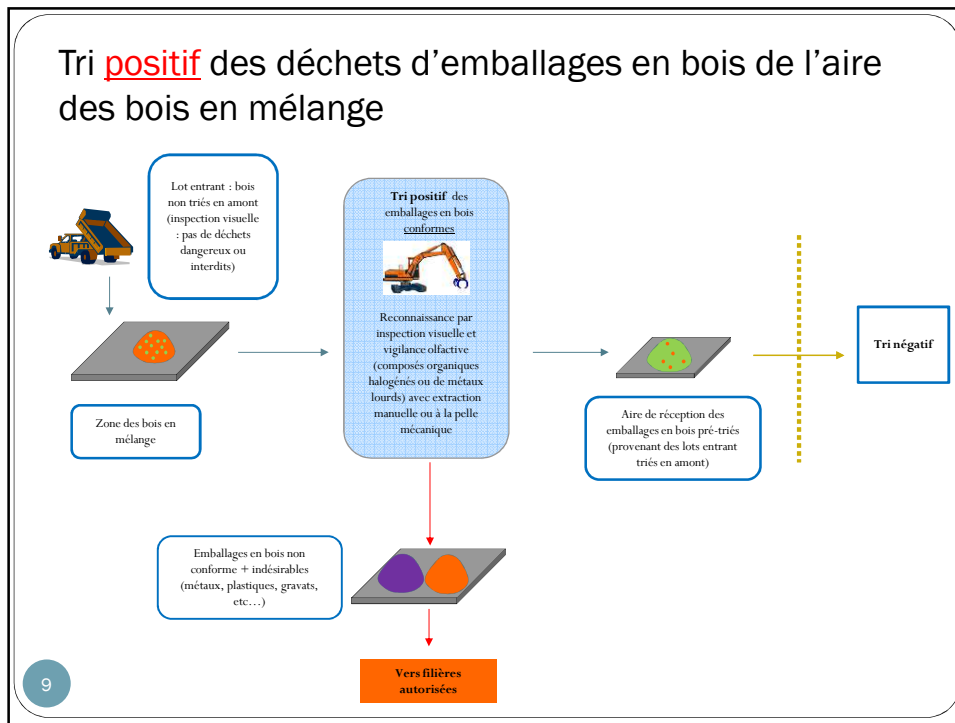 Tri positif des déchets d’emballages en bois de l’aire
des bois en mélange
Lot entrant : bois
non triés en amont
(inspection visuelle
: pas de déchets
dangereux ou
interdits)
Zone des bois en
mélange
Tri positif des
emballages en bois
conformes
Reconnaissance par
inspection visuelle et
vigilance olfactive
(composés organiques
halogénés ou de métaux
lourds) avec extraction
manuelle ou à la pelle
mécanique
Aire de réception des
emballages en bois pré-triés
(provenant des lots entrant
triés en amont)
Tri négatif
Emballages en bois non
conforme + indésirables
(métaux, plastiques, gravats,
etc…)
Vers filières
autorisées
9